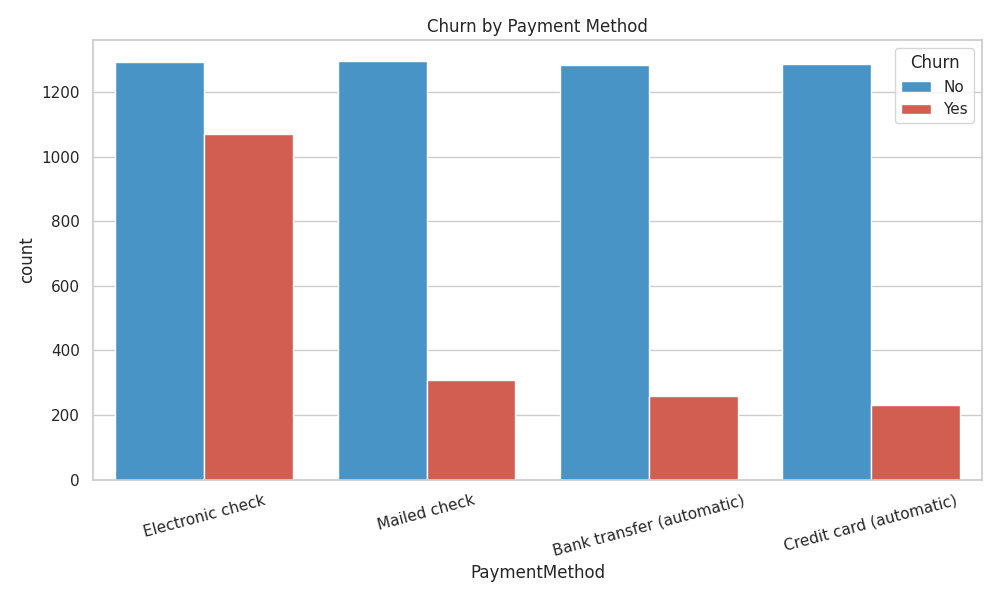 Churn by Payment Method
Churn
No
Yes
1200
1000
800
600
400
200
0
count
Electronic check
Mailed check
Bank transfer (automatic)
Credit card (automatic)
PaymentMethod